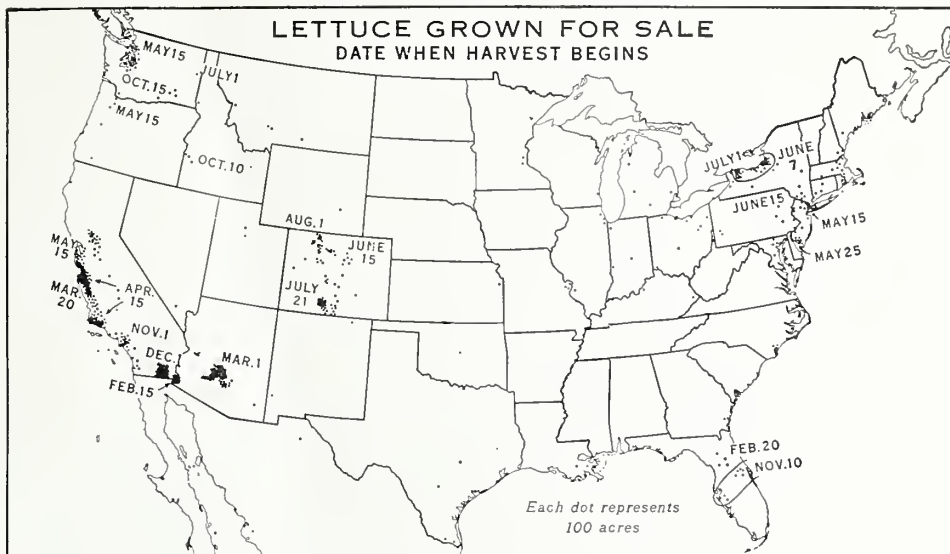 LETTUCE GROWN FOR SALE
DATE WHEN HARVEST BEGINS
MAY 15
JULY 1
OCT. 15
MAY 15
OCT. 10
JULY 1
JUNE
7
JUNE 15
MAY 15
MAY 25
AUG. 1
JUNE
15
JULY
21
MAY
15
MAR.
20
APR.
15
NOV. 1
DEC. 1
MAR. 1
FEB. 15
FEB. 20
NOV. 10
Each dot represents
100 acres